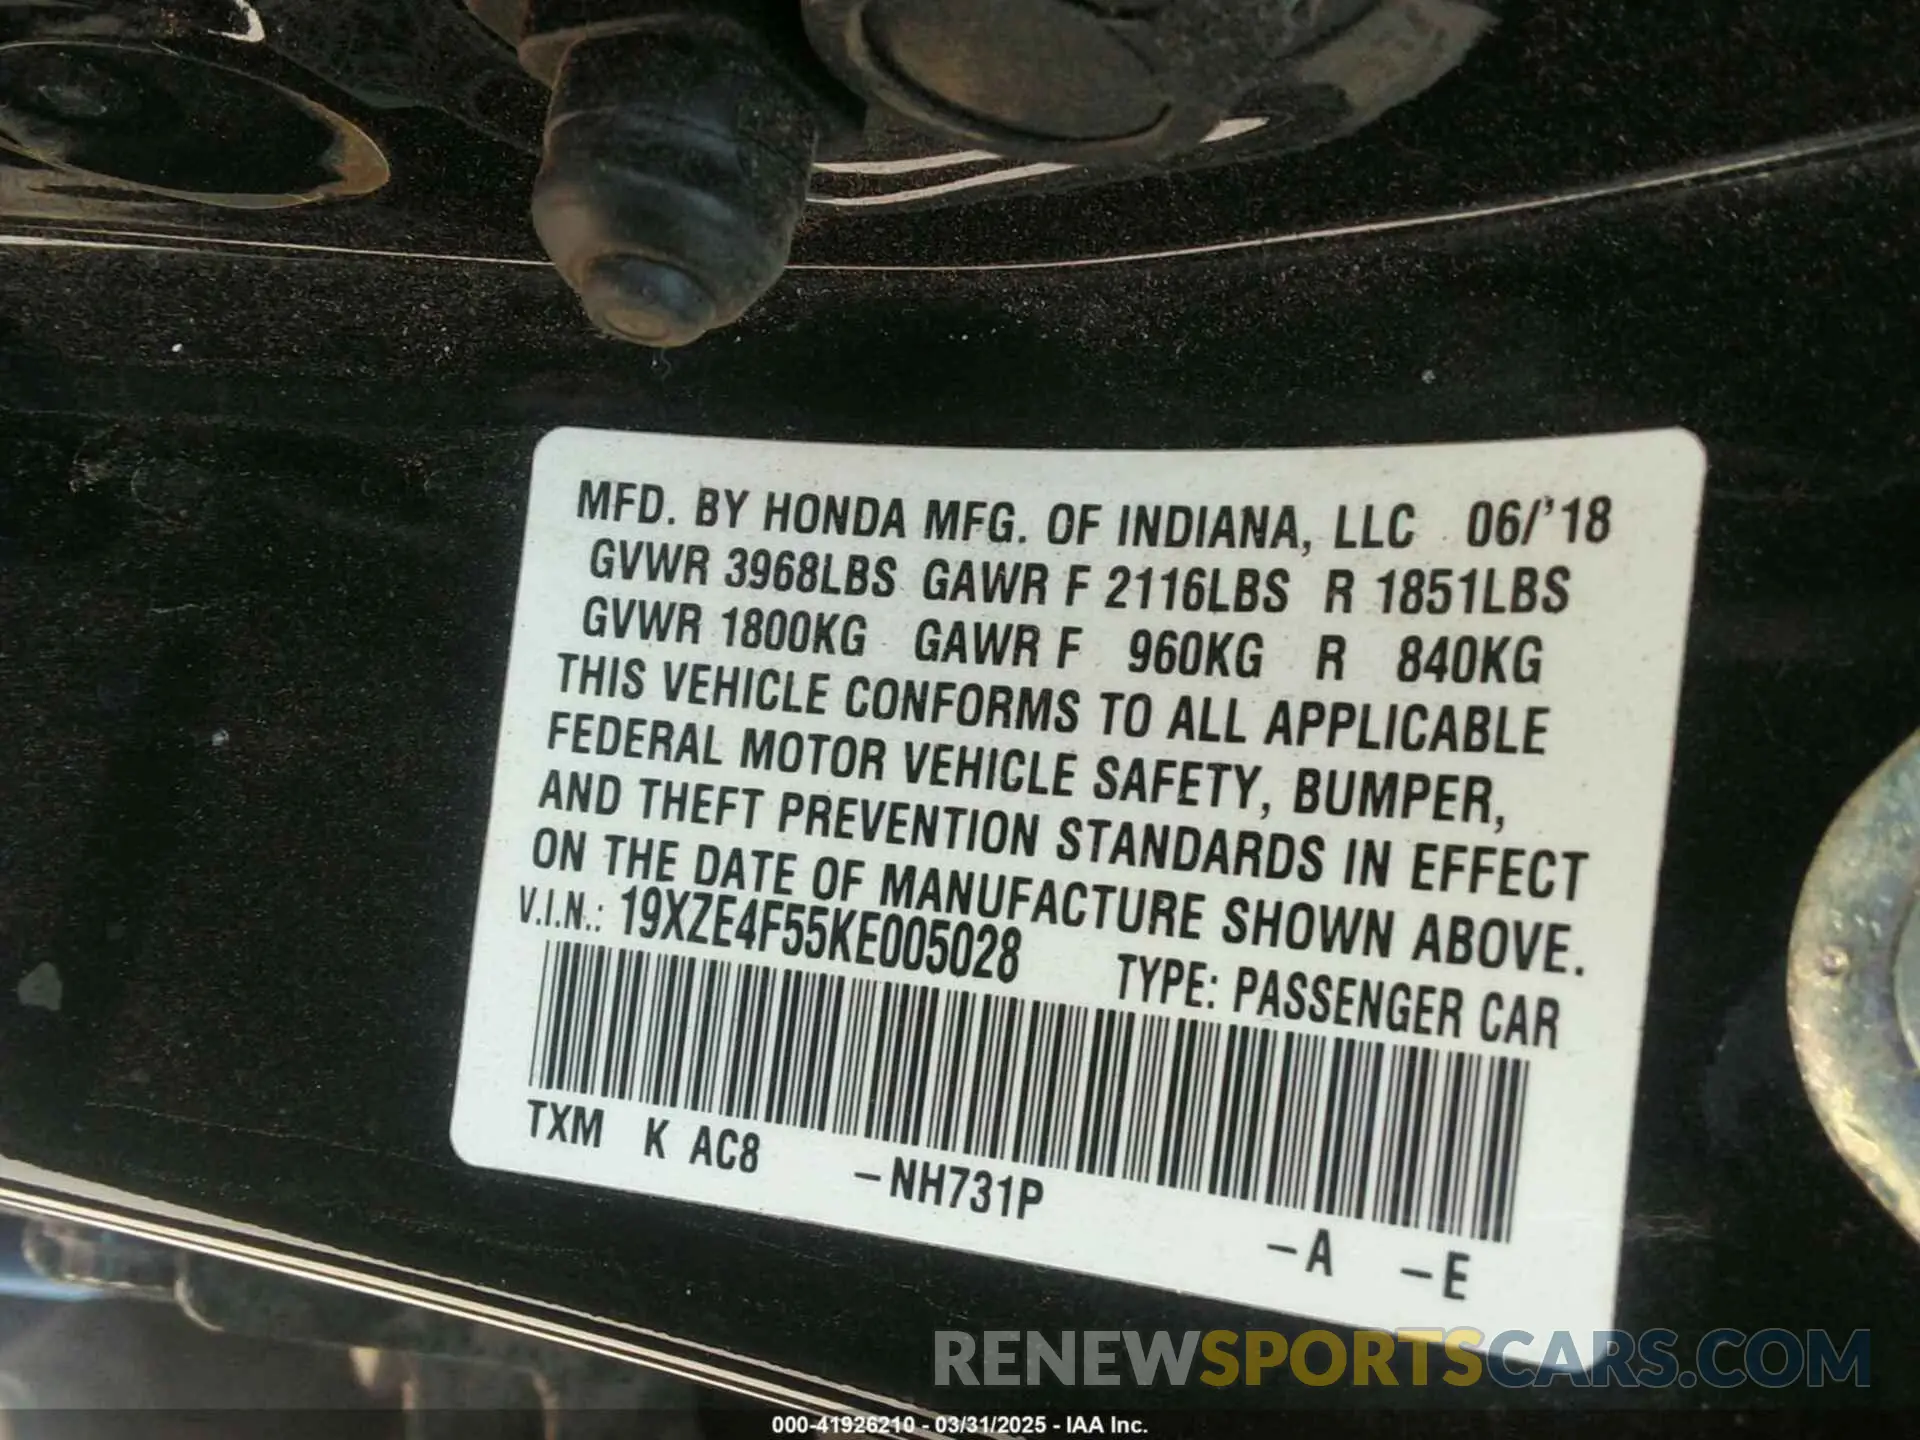 MFD. BY HONDA MFG. OF INDIANA, LLC 06/'18
GVWR 3968LBS GAWR F 2116LBS R 1851LBS
GVWR 1800KG GAWR F 960KG R 840KG
THIS VEHICLE CONFORMS TO ALL APPLICABLE
FEDERAL MOTOR VEHICLE SAFETY, BUMPER,
AND THEFT PREVENTION STANDARDS IN EFFECT
ON THE DATE OF MANUFACTURE SHOWN ABOVE.
V.I.N.: 19XZE4F55KE005028 TYPE: PASSENGER CAR
TXM K AC8 -NH731P -A -E
RENEWSPORTSCARS.COM
000-41926210 - 03/31/2025 - IAA Inc.